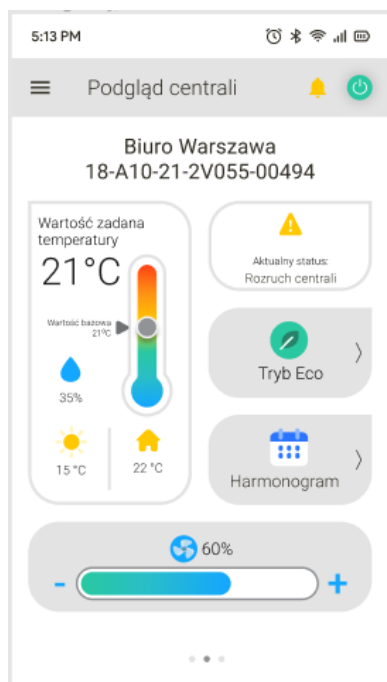 5:13 PM
Podgląd centrali
Biuro Warszawa
18-A10-21-2V055-00494
Wartość zadana
temperatury
21°C
Wartość bazowa
21°C
35%
15 °C
22 °C
Aktualny status:
Rozruch centrali
Tryb Eco
Harmonogram
60%
- +